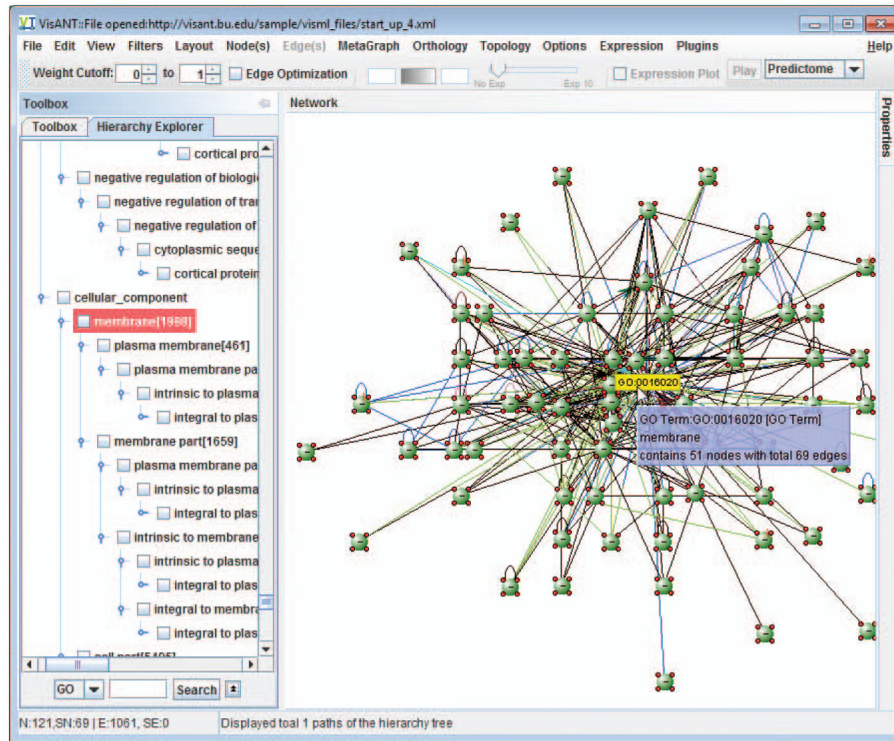 VisANT::File opened:http://visant.bu.edu/sample/visml_files/start_up_4.xml
File Edit View Filters Layout Node(s) Edge(s) MetaGraph Orthology Topology Options Expression Plugins Help
Weight Cutoff: 0 to 1 Edge Optimization No Exp Exp 10 Expression Plot Play Predictome
Toolbox
Toolbox Hierarchy Explorer
cortical pro
negative regulation of biologi
negative regulation of trar
negative regulation of
cytoplasmic seque
cortical protein
cellular_component
membrane[1998]
plasma membrane[461]
plasma membrane pa
intrinsic to plasma
integral to plas
membrane part[1659]
plasma membrane pa
intrinsic to plasma
integral to plas
intrinsic to membrane
intrinsic to plasma
integral to plas
integral to membra
integral to plas
GO Search
Network
GO:0016020
GO Term:GO:0016020 [GO Term]
membrane
contains 51 nodes with total 69 edges
Properties
N:121,SN:69 | E:1061, SE:0 Displayed toal 1 paths of the hierarchy tree